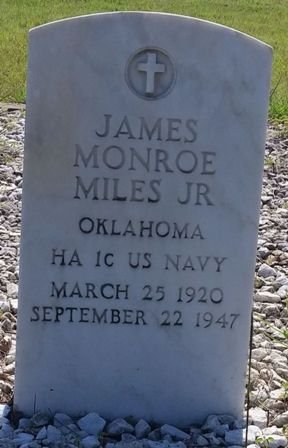 JAMES
MONROE
MILES JR
OKLAHOMA
HA 1C US NAVY
MARCH 25 1920
SEPTEMBER 22 1947